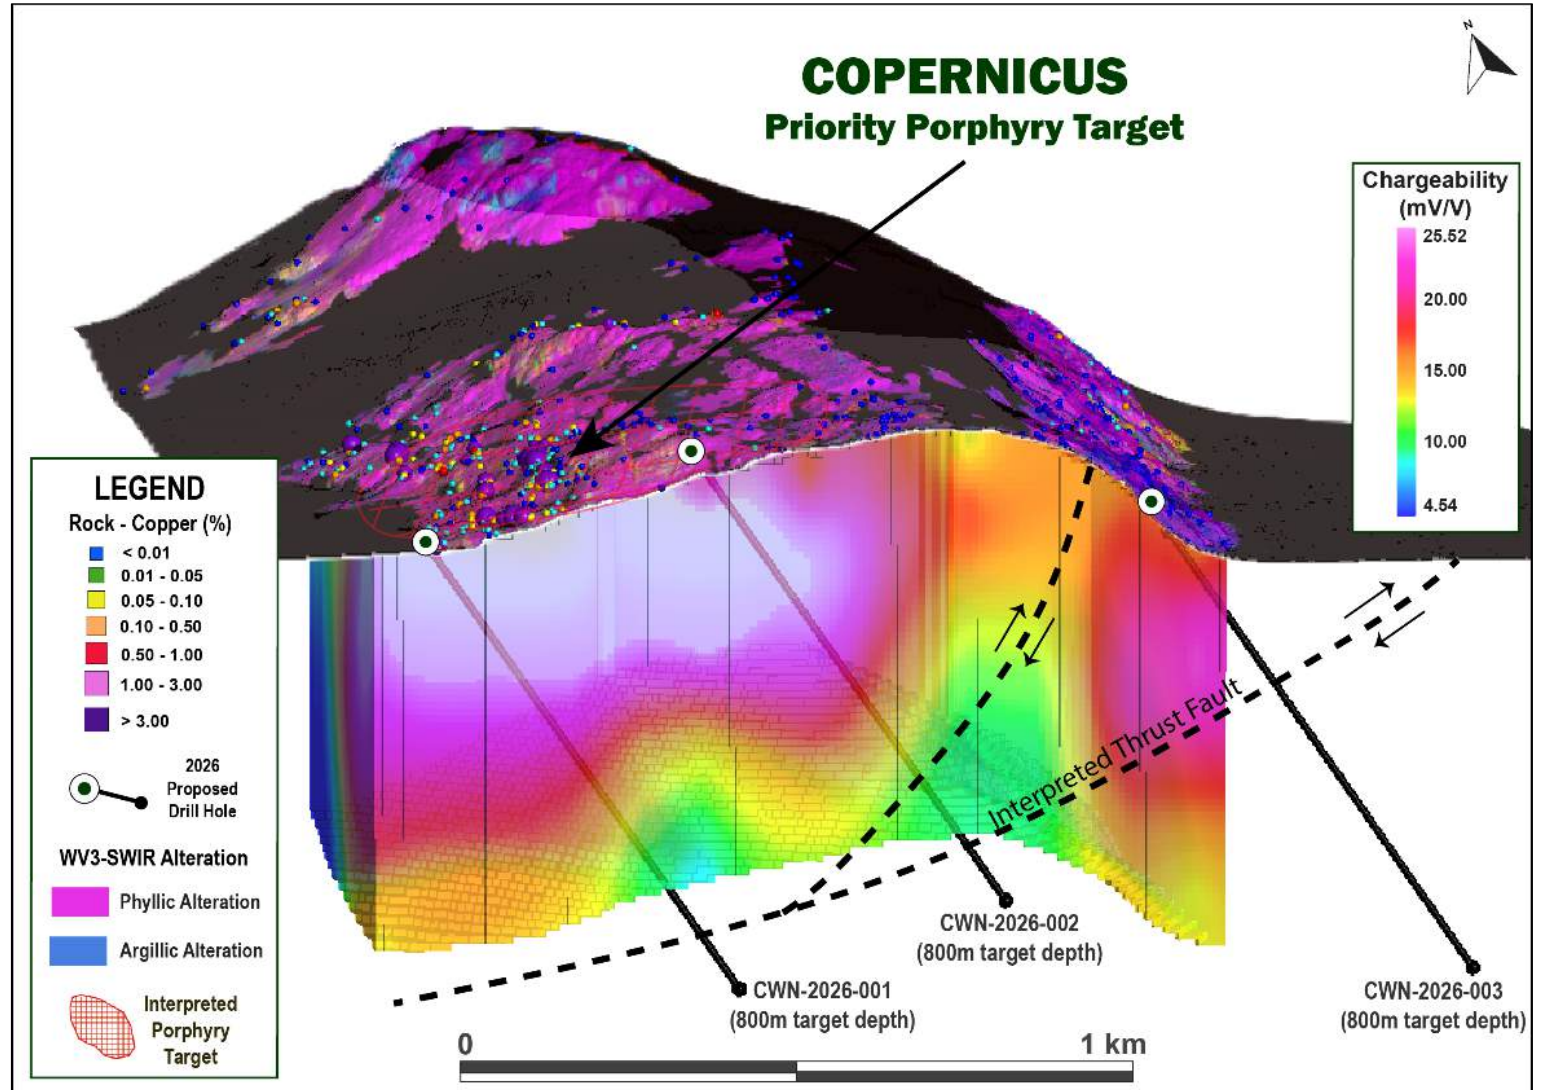 N
COPERNICUS
Priority Porphyry Target
Chargeability
(mV/V)
25.52
20.00
15.00
10.00
4.54
LEGEND
Rock - Copper (%)
< 0.01
0.01 - 0.05
0.05 - 0.10
0.10 - 0.50
0.50 - 1.00
1.00 - 3.00
> 3.00
2026
Proposed
Drill Hole
WV3-SWIR Alteration
Phyllic Alteration
Argillic Alteration
Interpreted
Porphyry
Target
Interpreted Thrust Fault
CWN-2026-002
(800m target depth)
CWN-2026-001
(800m target depth)
CWN-2026-003
(800m target depth)
0
1 km